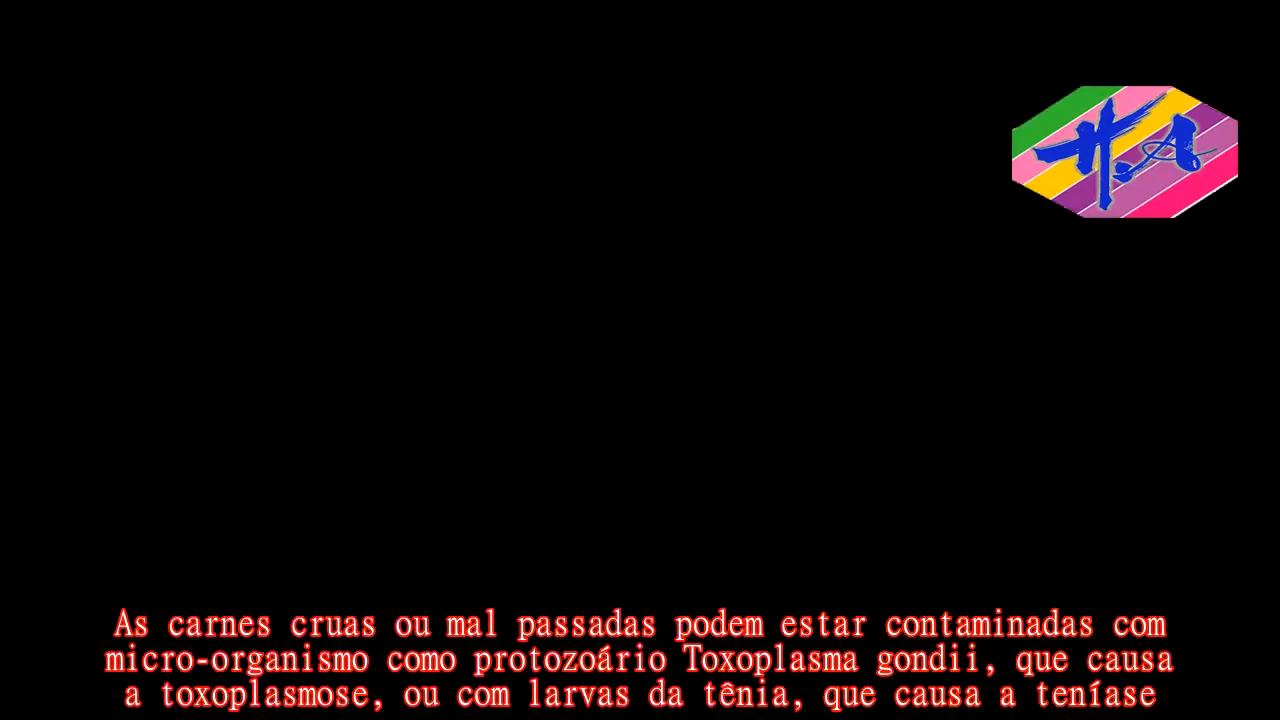 H.A
As carnes cruas ou mal passadas podem estar contaminadas com
micro-organismo como protozoário Toxoplasma gondii, que causa
a toxoplasmose, ou com larvas da tênia, que causa a teníase